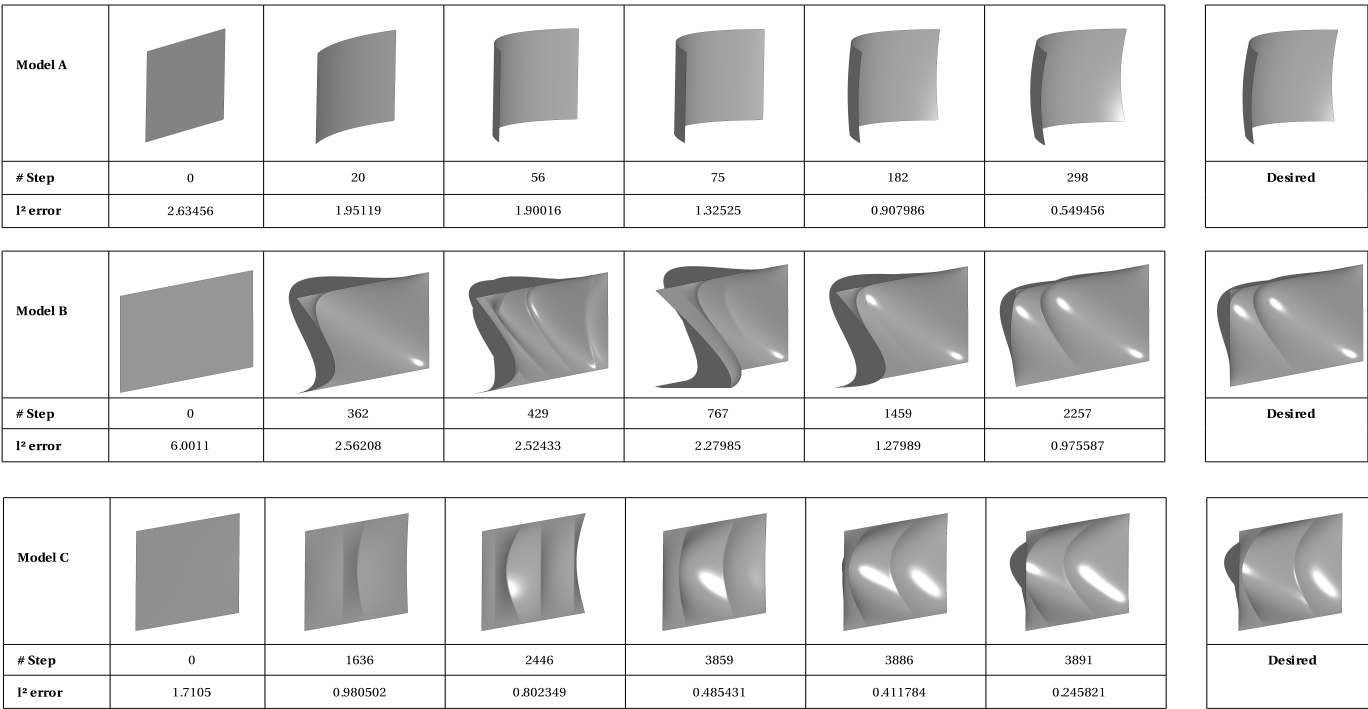 Model A
# Step 0 20 56 75 182 298 Desired
l² error 2.63456 1.95119 1.90016 1.32525 0.907986 0.549456
Model B
# Step 0 362 429 767 1459 2257 Desired
l² error 6.0011 2.56208 2.52433 2.27985 1.27989 0.975587
Model C
# Step 0 1636 2446 3859 3886 3891 Desired
l² error 1.7105 0.980502 0.802349 0.485431 0.411784 0.245821